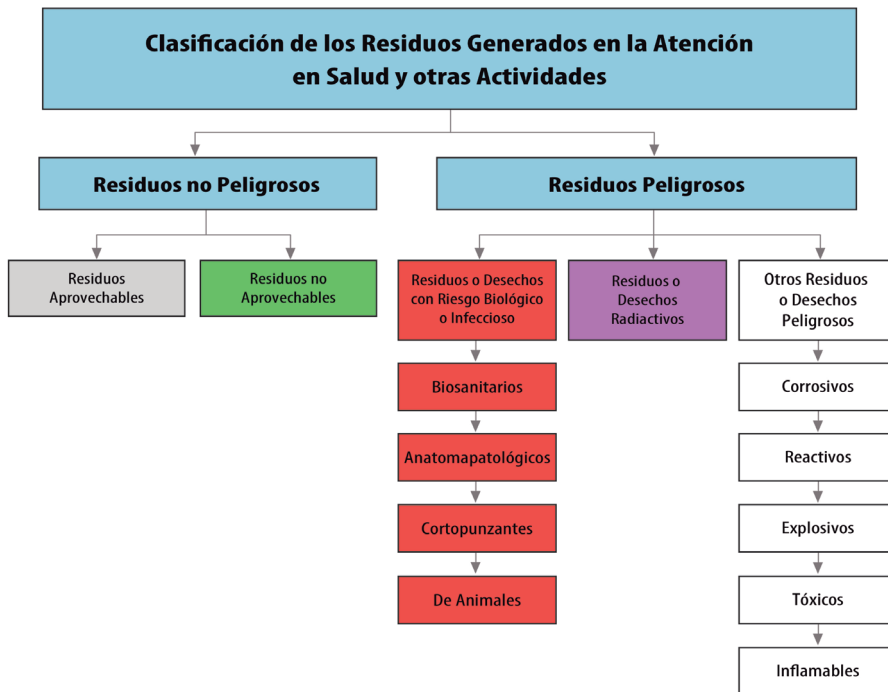 Clasificación de los Residuos Generados en la Atención
en Salud y otras Actividades
Residuos no Peligrosos
Residuos Peligrosos
Residuos
Aprovechables
Residuos no
Aprovechables
Residuos o Desechos
con Riesgo Biológico
o Infeccioso
Residuos o
Desechos
Radiactivos
Otros Residuos
o Desechos
Peligrosos
Biosanitarios
Anatomapatológicos
Cortopunzantes
De Animales
Corrosivos
Reactivos
Explosivos
Tóxicos
Inflamables